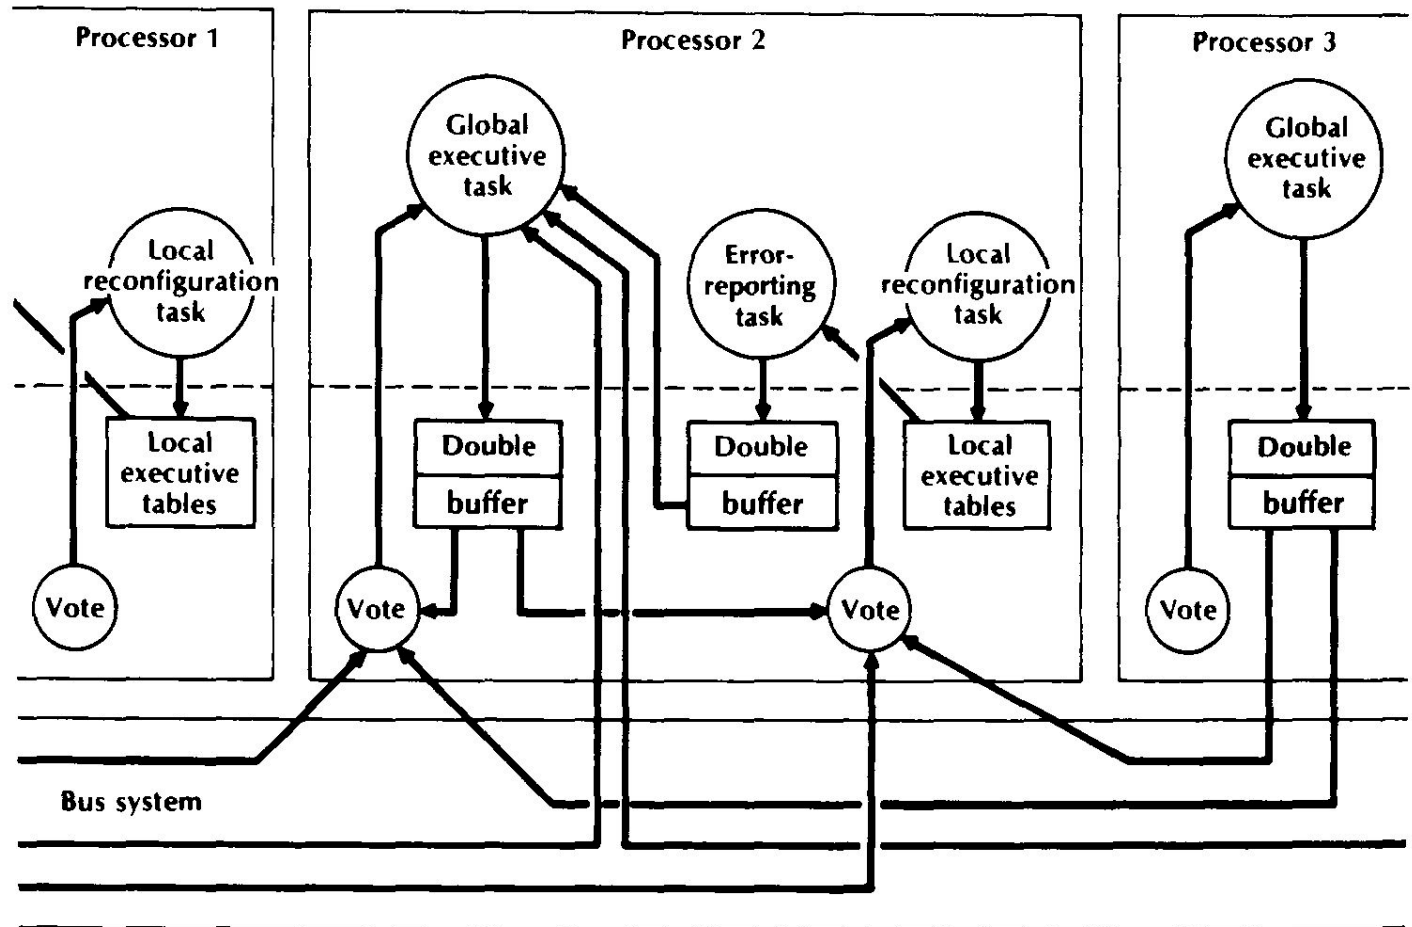 Processor 1
Processor 2
Processor 3
Global
executive
task
Global
executive
task
Local
reconfiguration
task
Error-
reporting
task
Local
reconfiguration
task
Local
executive
tables
Double
buffer
Double
buffer
Local
executive
tables
Double
buffer
Vote
Vote
Vote
Vote
Bus system